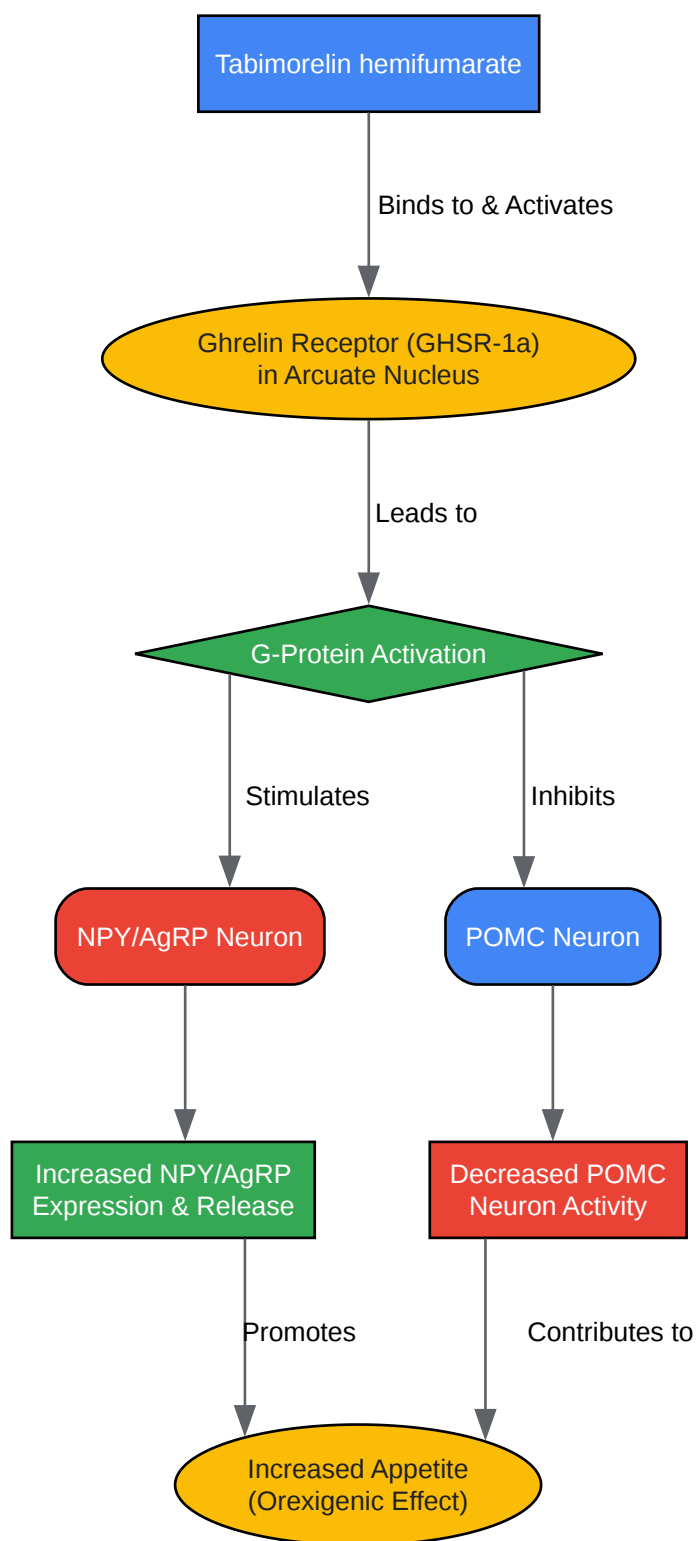 Tabimorelin hemifumarate
Binds to & Activates
Ghrelin Receptor (GHSR-1a)
in Arcuate Nucleus
Leads to
G-Protein Activation
Stimulates
Inhibits
NPY/AgRP Neuron
POMC Neuron
Increased NPY/AgRP
Expression & Release
Decreased POMC
Neuron Activity
Promotes
Contributes to
Increased Appetite
(Orexigenic Effect)